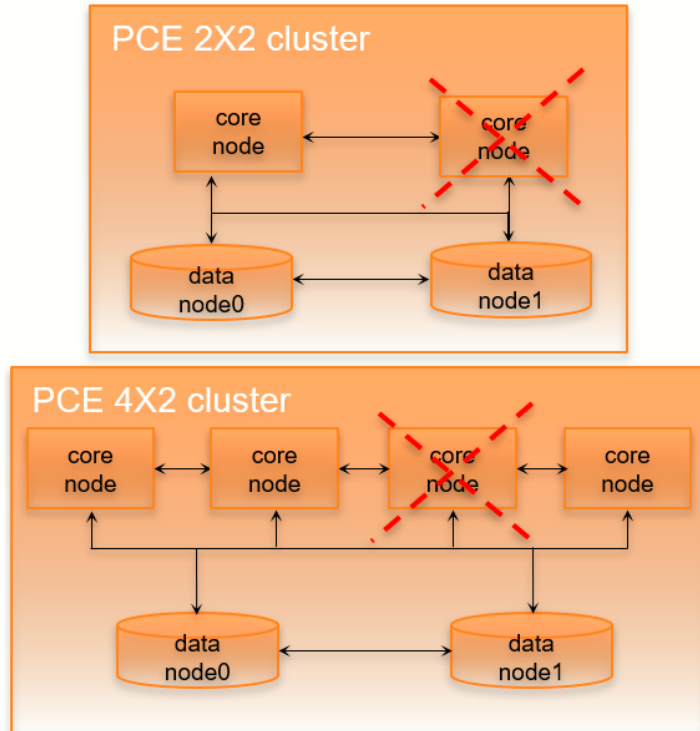 PCE 2X2 cluster
core
node
core
node
data
node0
data
node1
PCE 4X2 cluster
core
node
core
node
core
node
core
node
data
node0
data
node1